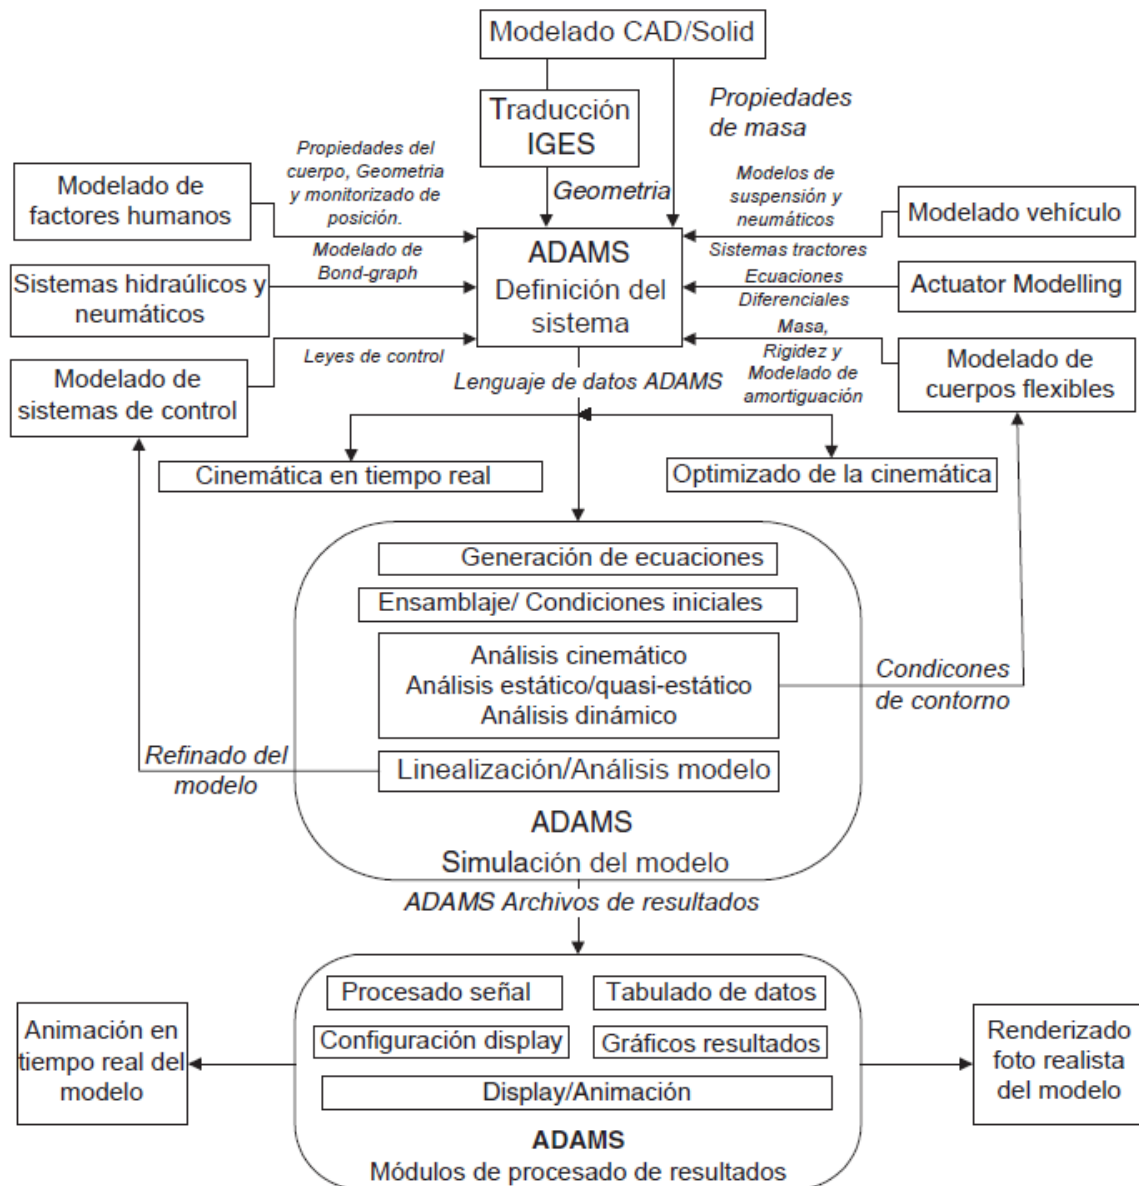 Modelado CAD/Solid
Traducción
IGES
Propiedades
de masa
Geometria
Propiedades del
cuerpo, Geometria
y monitorizado de
posición.
Modelado de
factores humanos
Modelos de
suspensión y
neumáticos
Modelado vehículo
ADAMS
Definición del
sistema
Modelado de
Bond-graph
Sistemas tractores
Sistemas hidraúlicos y
neumáticos
Ecuaciones
Diferenciales
Actuator Modelling
Leyes de control
Masa,
Rigidez y
Modelado de
amortiguación
Modelado de
sistemas de control
Lenguaje de datos ADAMS
Modelado de
cuerpos flexibles
Cinemática en tiempo real
Optimizado de la cinemática
Generación de ecuaciones
Ensamblaje/ Condiciones iniciales
Análisis cinemático
Análisis estático/quasi-estático
Análisis dinámico
Condicones
de contorno
Refinado del
modelo
Linealización/Análisis modelo
ADAMS
Simulación del modelo
ADAMS Archivos de resultados
Procesado señal
Tabulado de datos
Configuración display
Gráficos resultados
Display/Animación
ADAMS
Módulos de procesado de resultados
Animación en
tiempo real del
modelo
Renderizado
foto realista
del modelo